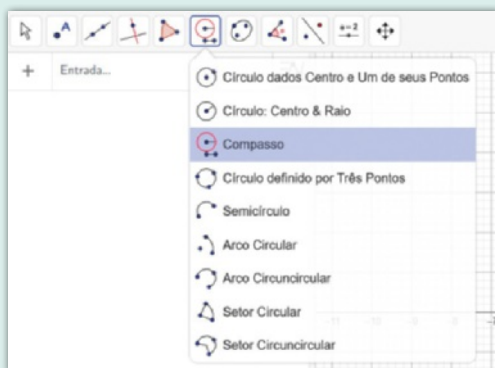 A
a=2
+ Entrada...
Círculo dados Centro e Um de seus Pontos
Círculo: Centro & Raio
Compasso
Círculo definido por Três Pontos
Semicírculo
Arco Circular
Arco Circuncircular
Setor Circular
Setor Circuncircular